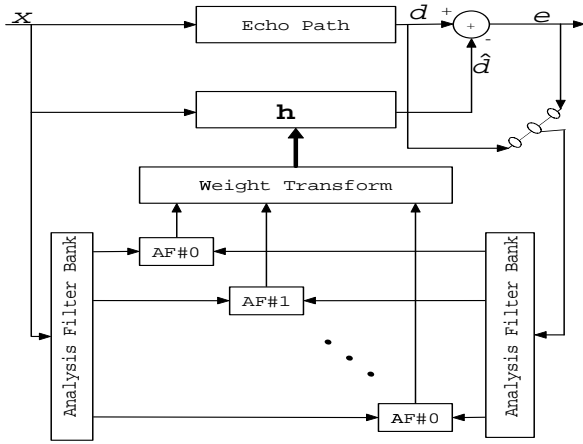 x
Echo Path
d
+
+
-
e
d̂
h
Weight Transform
AF#0
Analysis Filter Bank
Analysis Filter Bank
AF#1
AF#0